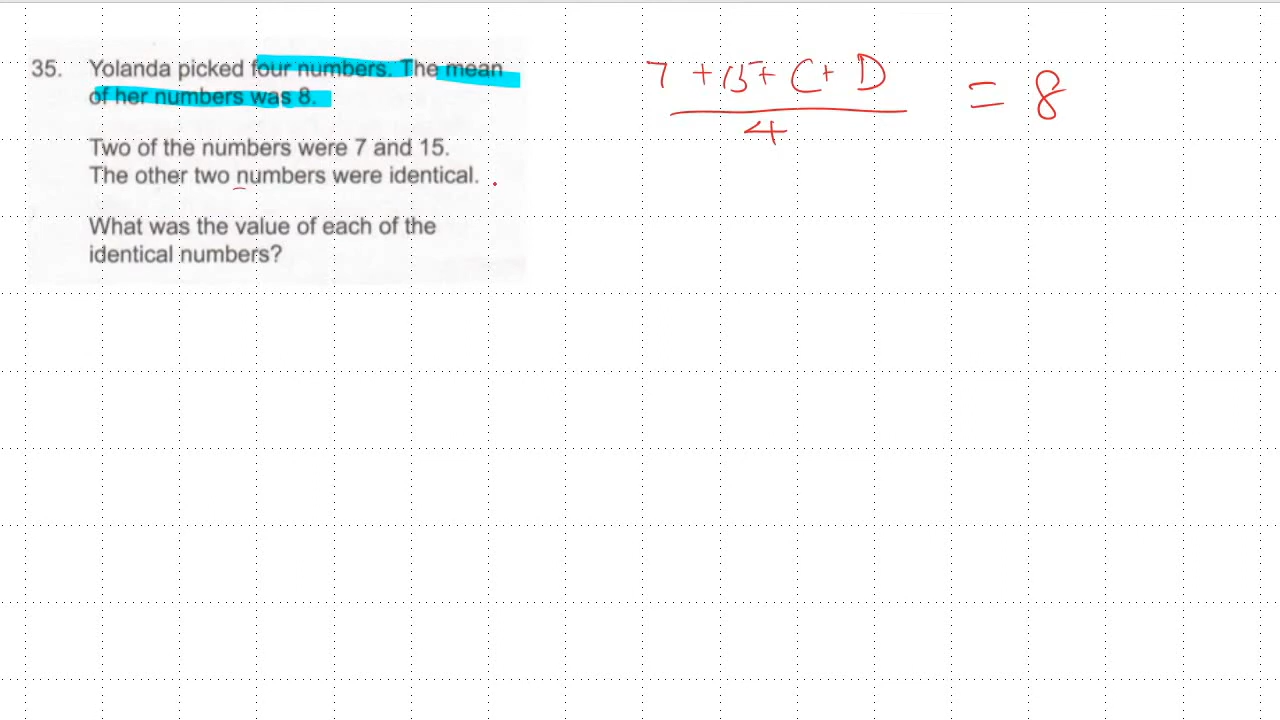 35. Yolanda picked four numbers. The mean
of her numbers was 8.
Two of the numbers were 7 and 15.
The other two numbers were identical.
What was the value of each of the
identical numbers?
7 + 15 + C + D
4
= 8